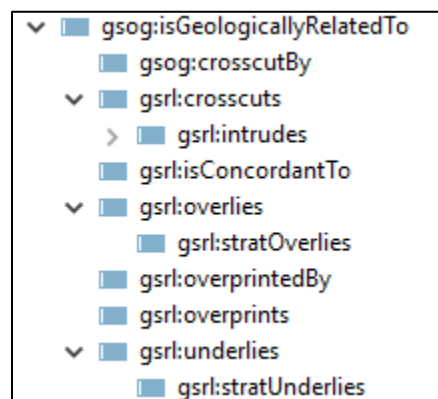 gsog:isGeologicallyRelatedTo
gsog:crosscutBy
gsrl:crosscuts
gsrl:intrudes
gsrl:isConcordantTo
gsrl:overlies
gsrl:stratOverlies
gsrl:overprintedBy
gsrl:overprints
gsrl:underlies
gsrl:stratUnderlies